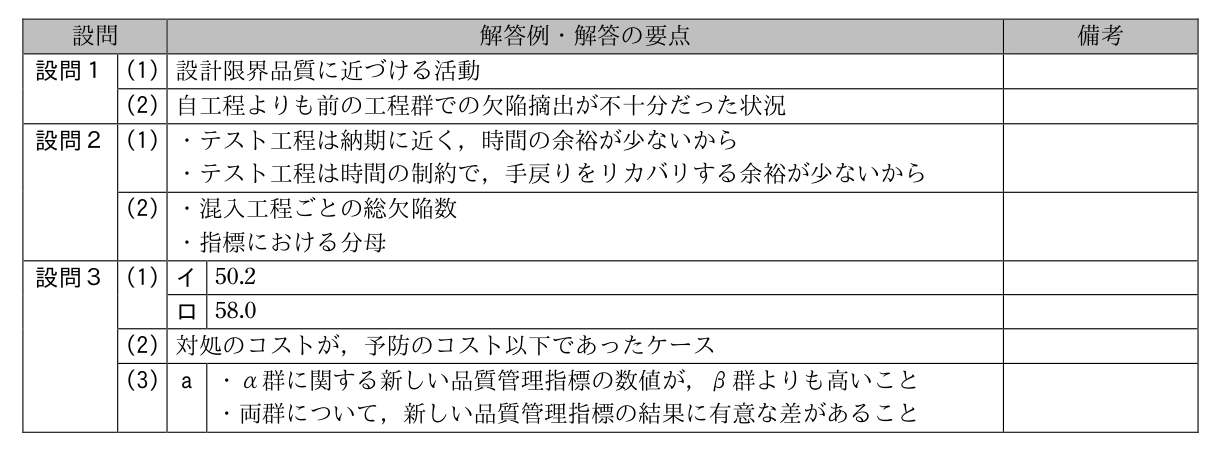 設問 解答例・解答の要点 備考
設問1 (1) 設計限界品質に近づける活動
(2) 自工程よりも前の工程群での欠陥摘出が不十分だった状況
設問2 (1) ・テスト工程は納期に近く，時間の余裕が少ないから
・テスト工程は時間の制約で，手戻りをリカバリする余裕が少ないから
(2) ・混入工程ごとの総欠陥数
・指標における分母
設問3 (1) イ 50.2
ロ 58.0
(2) 対処のコストが，予防のコスト以下であったケース
(3) a ・α群に関する新しい品質管理指標の数値が，β群よりも高いこと
・両群について，新しい品質管理指標の結果に有意な差があること